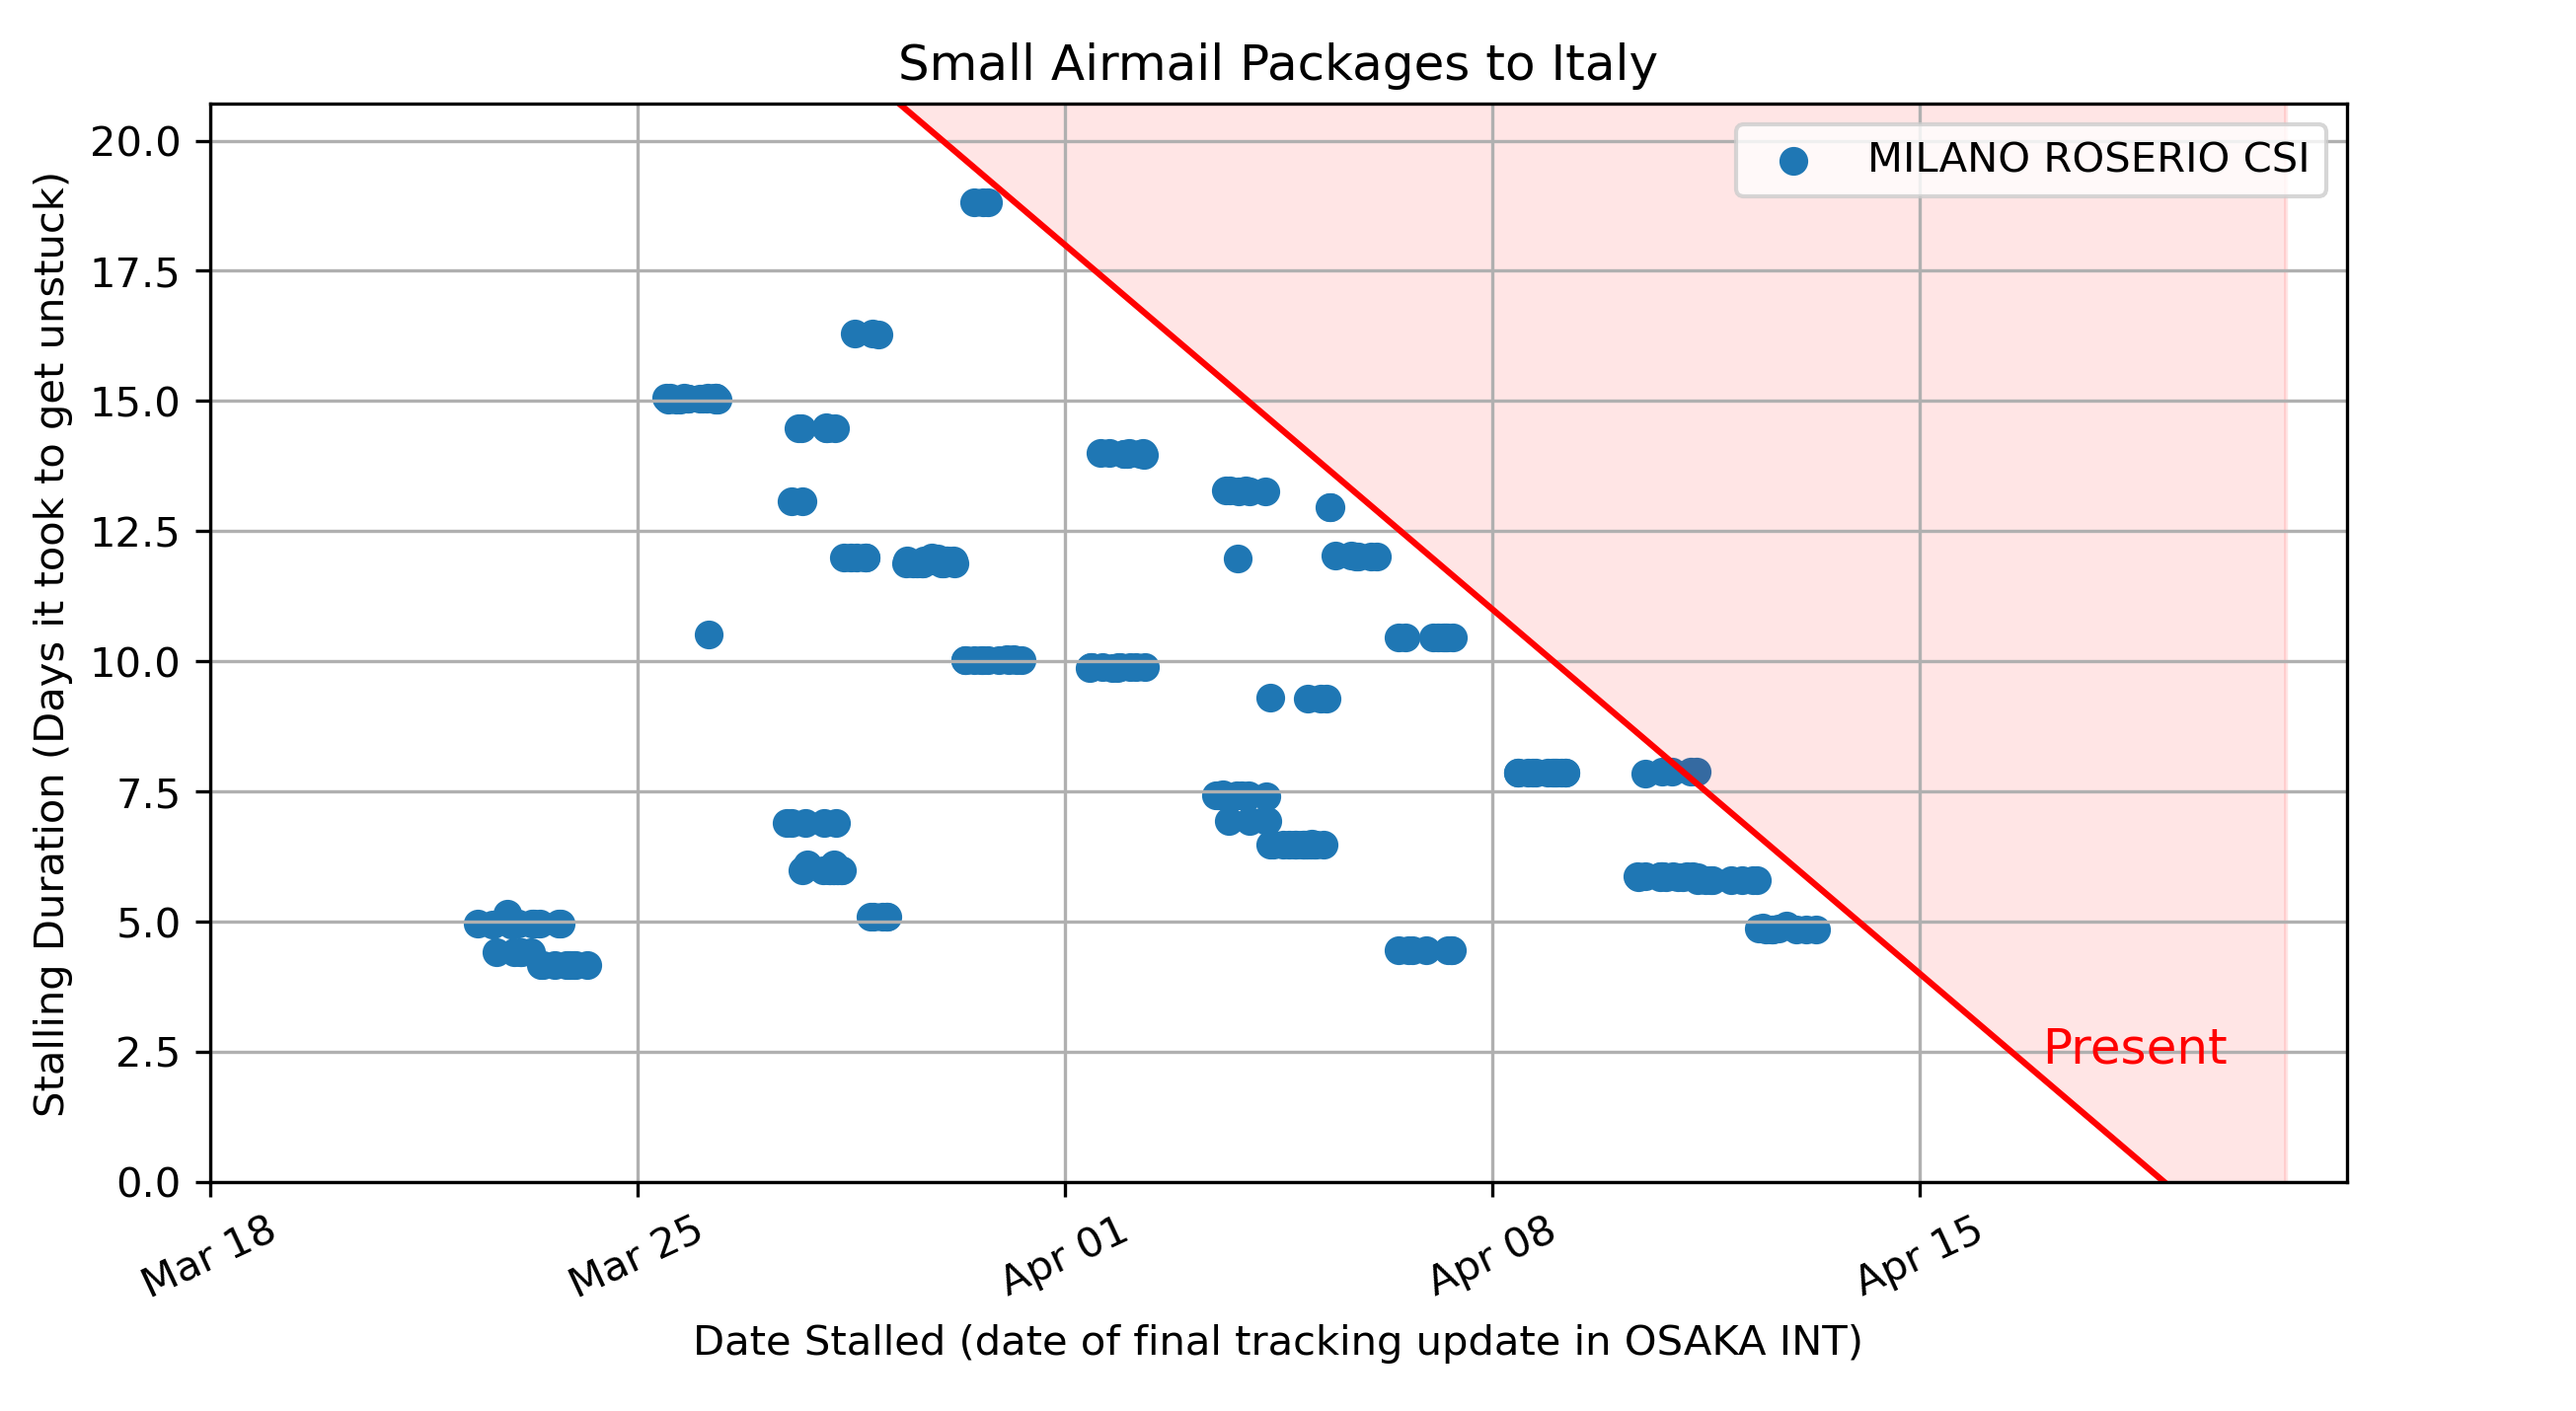 Small Airmail Packages to Italy
MILANO ROSERIO CSI
Stalling Duration (Days it took to get unstuck)
20.0
17.5
15.0
12.5
10.0
7.5
5.0
2.5
0.0
Present
Mar 18
Mar 25
Apr 01
Apr 08
Apr 15
Date Stalled (date of final tracking update in OSAKA INT)